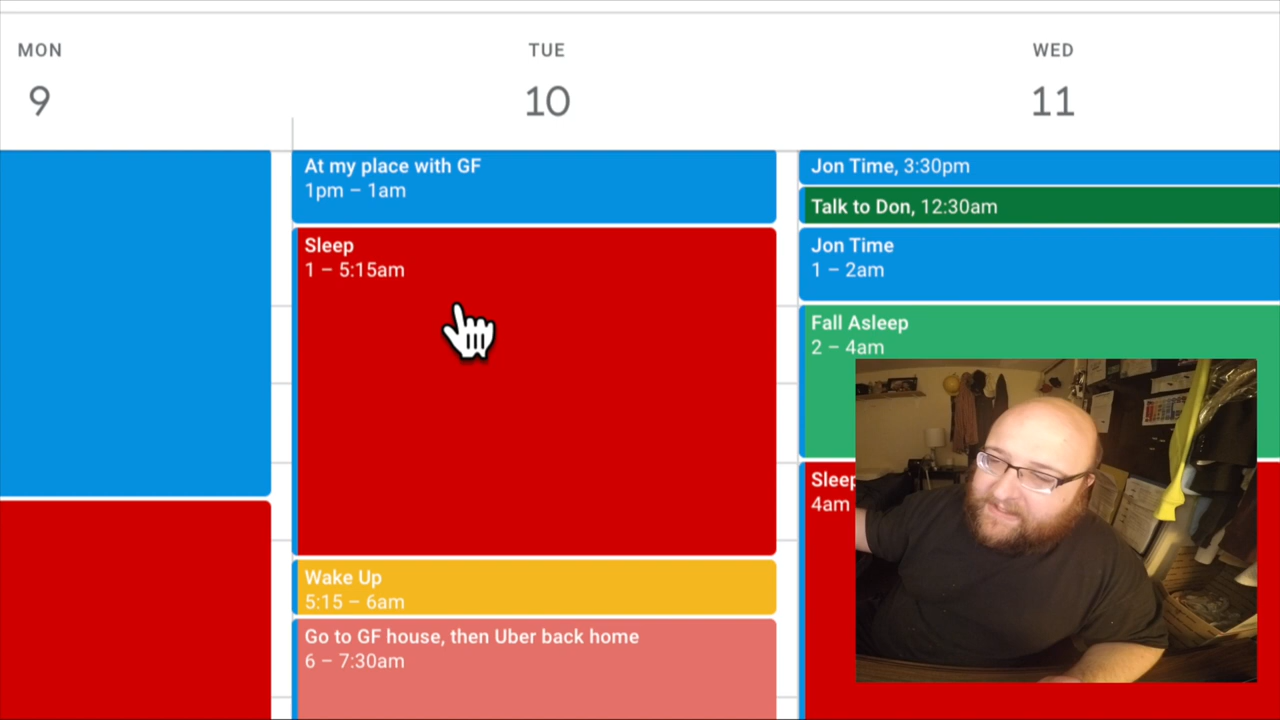 MON
9
TUE
10
WED
11
At my place with GF
1pm – 1am
Sleep
1 – 5:15am
Wake Up
5:15 – 6am
Go to GF house, then Uber back home
6 – 7:30am
Jon Time, 3:30pm
Talk to Don, 12:30am
Jon Time
1 – 2am
Fall Asleep
2 – 4am
Sleep
4am